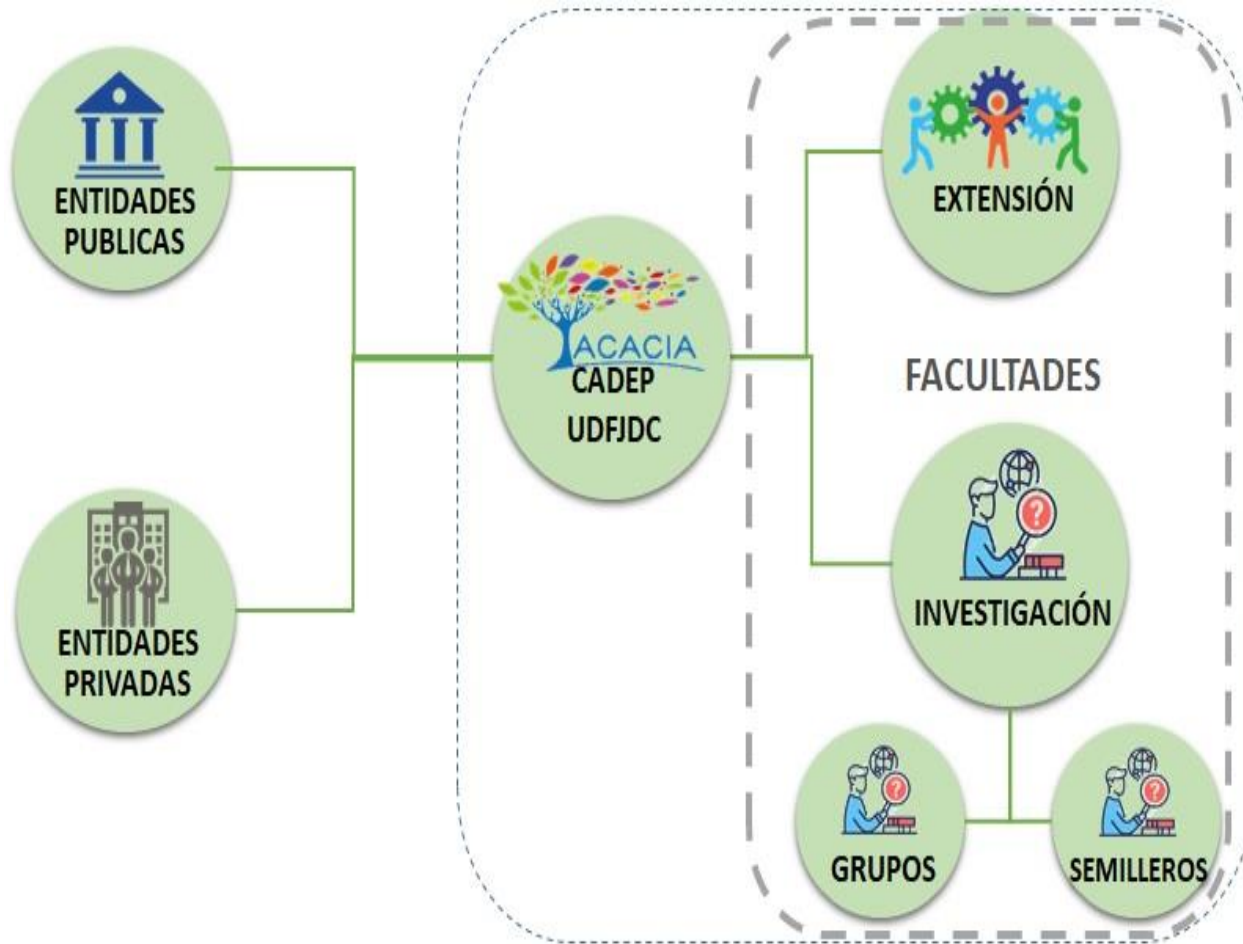 ENTIDADES
PUBLICAS
ENTIDADES
PRIVADAS
ACACIA
CADEP
UDFJDC
EXTENSIÓN
FACULTADES
?
INVESTIGACIÓN
?
GRUPOS
?
SEMILLEROS